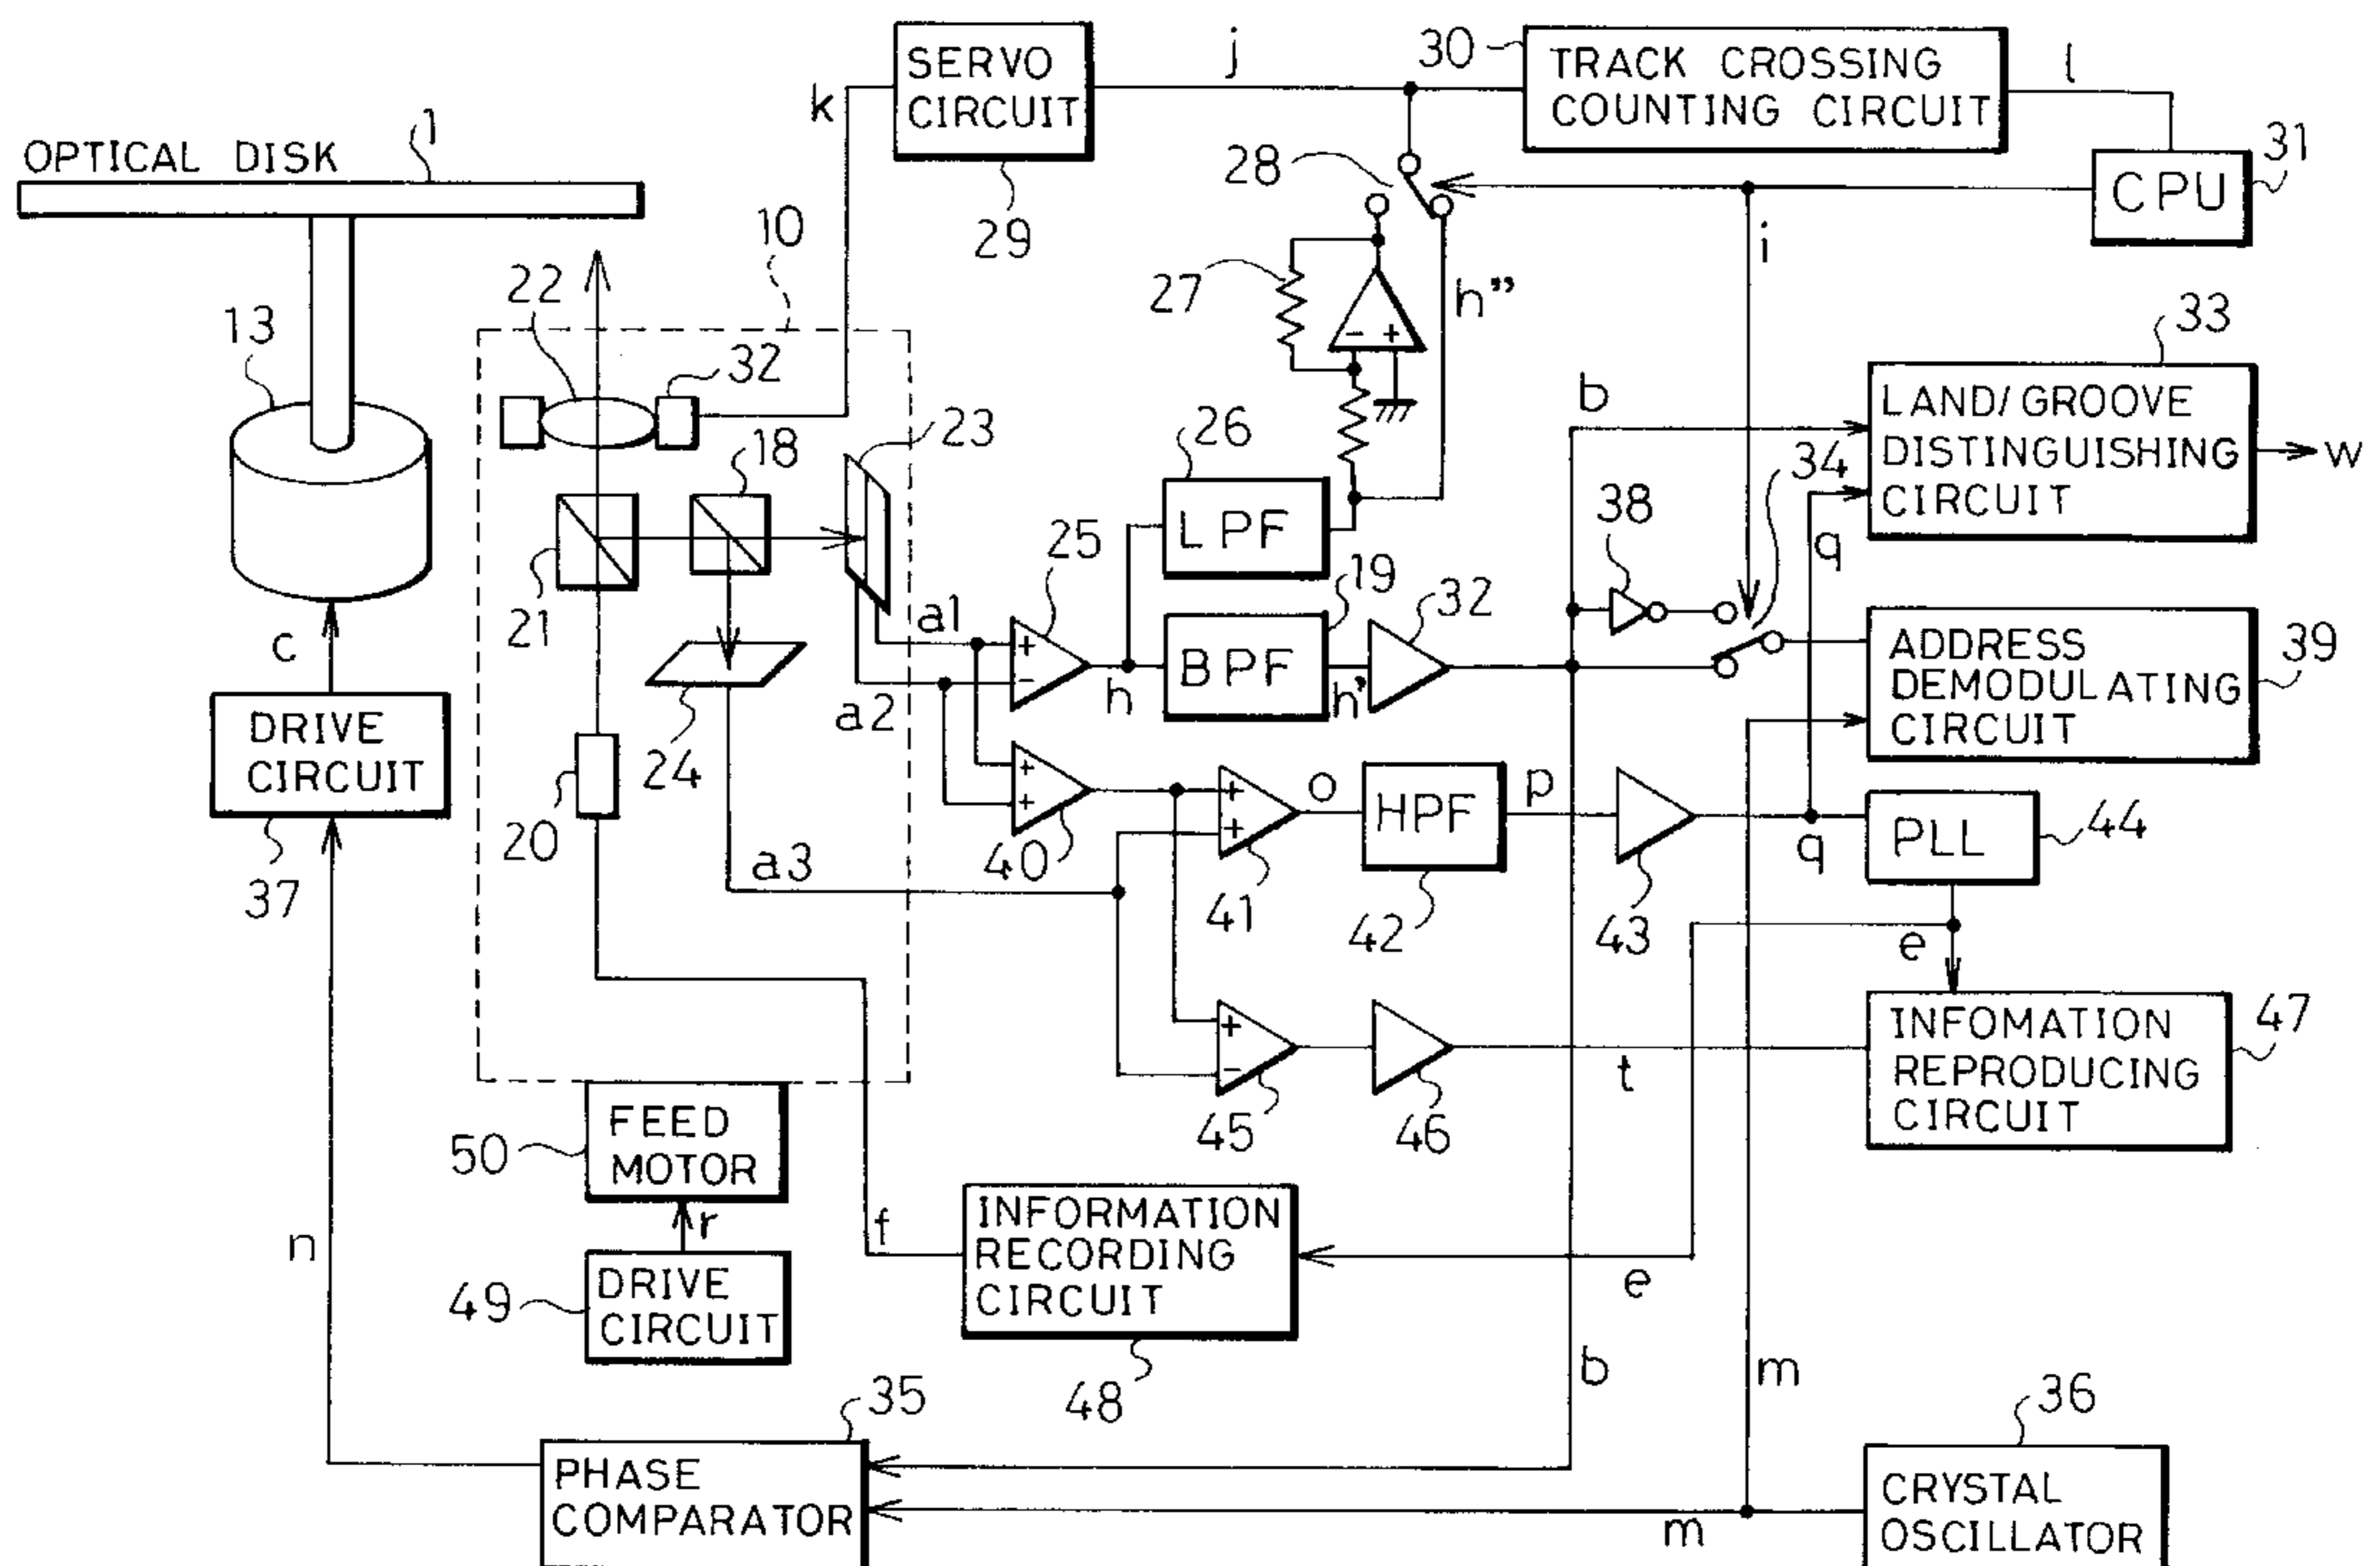 SERVO
CIRCUIT
29
j
k
30
TRACK CROSSING
COUNTING CIRCUIT
l
CPU
31
OPTICAL DISK
1
28
i
10
22
13
32
27
- +
h"
33
LAND/GROOVE
DISTINGUISHING
CIRCUIT
w
b
q
34
38
18
23
26
LPF
25
21
a1
a2
+
-
h
19
BPF
h'
32
ADDRESS
DEMODULATING
CIRCUIT
39
c
DRIVE
CIRCUIT
37
24
20
a3
+
+
40
+
+
41
o
HPF
42
p
43
q
PLL
44
e
INFOMATION
REPRODUCING
CIRCUIT
47
+
-
45
46
t
FEED
MOTOR
50
r
DRIVE
CIRCUIT
49
f
INFORMATION
RECORDING
CIRCUIT
48
e
b
m
n
35
PHASE
COMPARATOR
m
36
CRYSTAL
OSCILLATOR